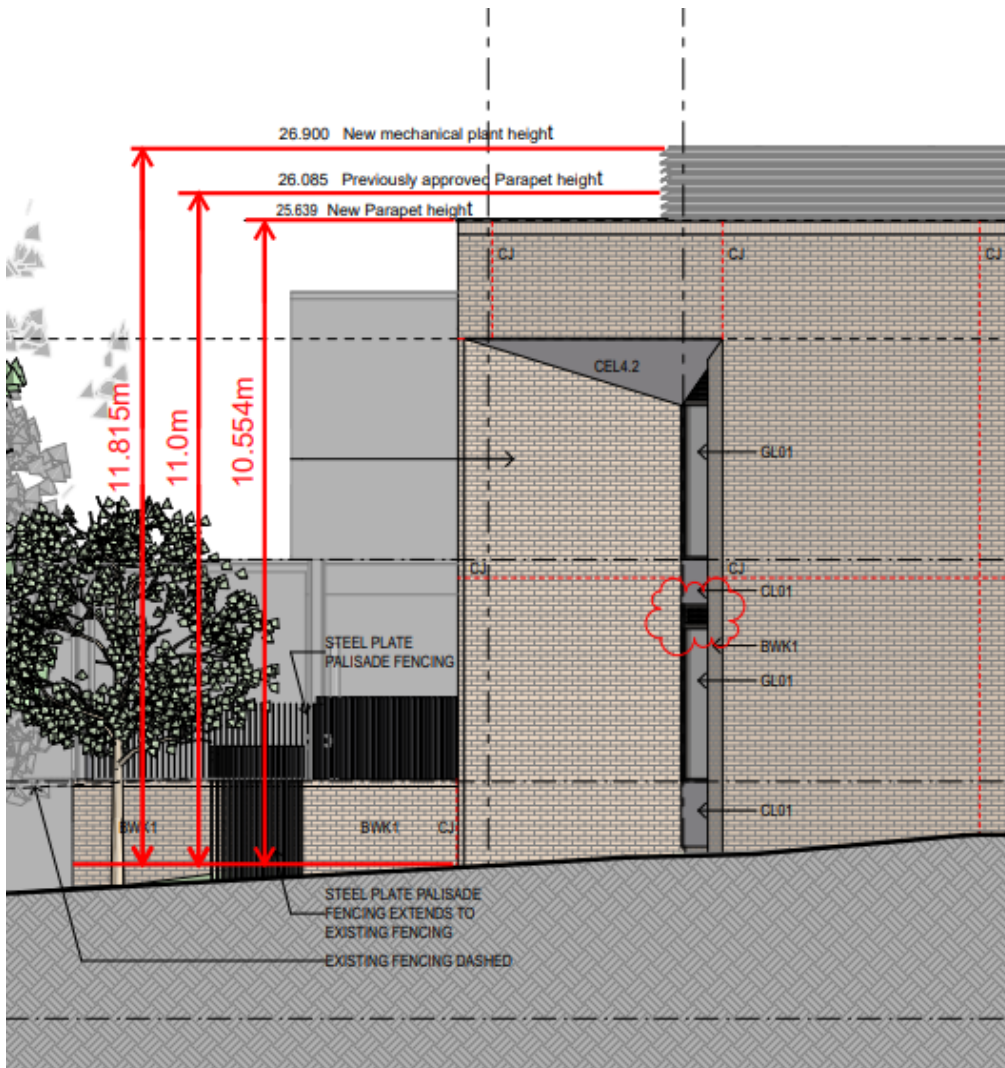 26.900 New mechanical plant height
26.085 Previously approved Parapet height
25.639 New Parapet height
CJ
CJ
CJ
CEL4.2
11.815m
11.0m
10.554m
GL01
CJ
CJ
CL01
STEEL PLATE
PALISADE FENCING
BWK1
GL01
CL01
BWK1
BWK1
CJ
STEEL PLATE PALISADE
FENCING EXTENDS TO
EXISTING FENCING
EXISTING FENCING DASHED